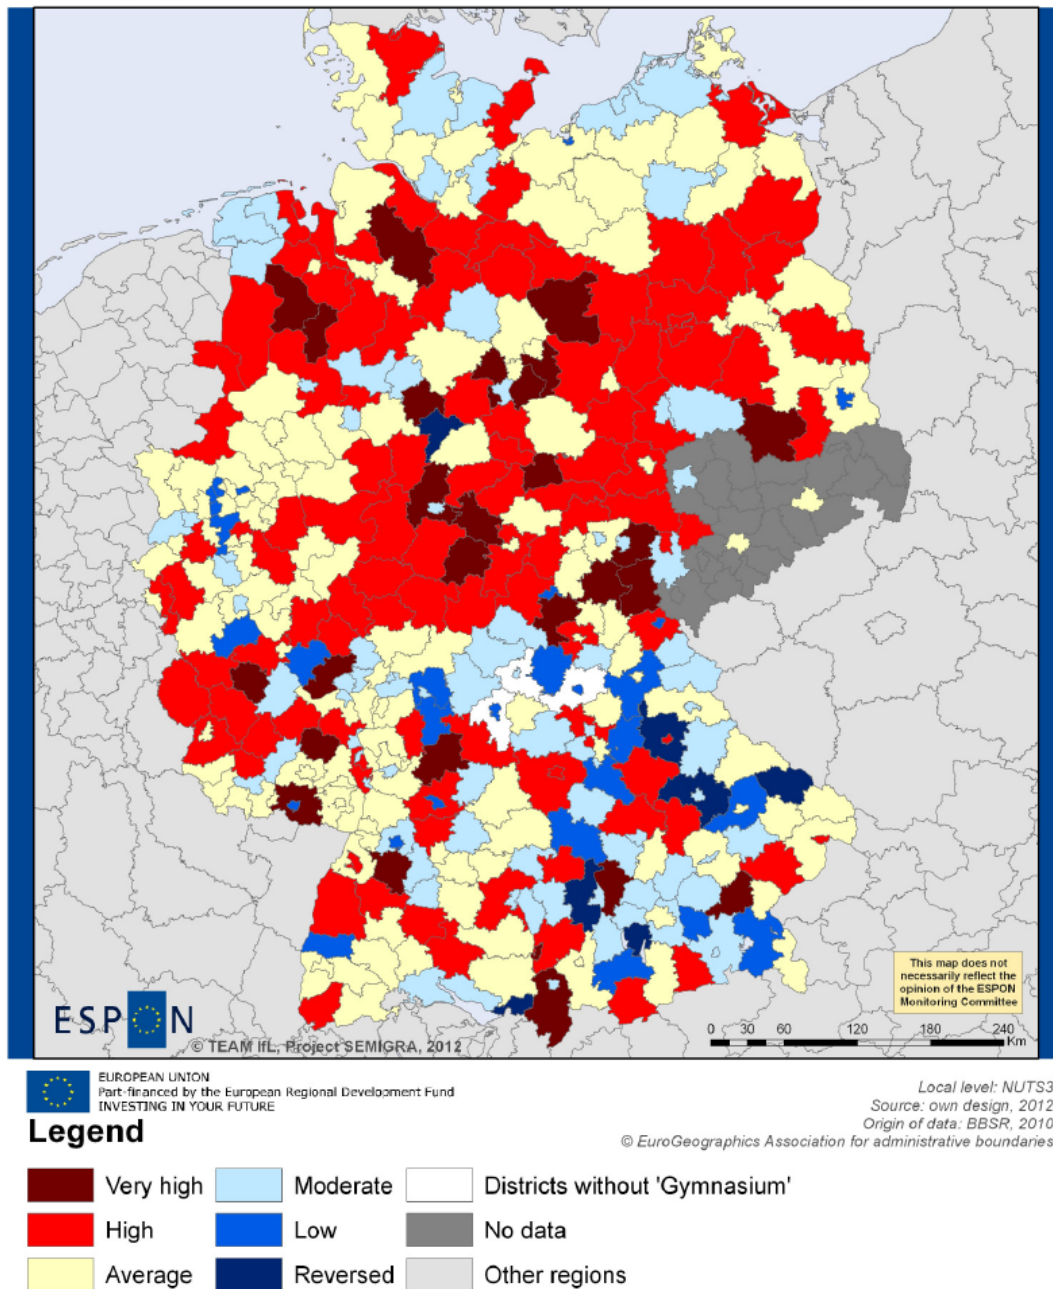 This map does not
necessarily reflect the
opinion of the ESPON
Monitoring Committee
ESPON
© TEAM IfL, Project SEMIGRA, 2012
0 30 60 120 180 240
Km
EUROPEAN UNION
Part-financed by the European Regional Development Fund
INVESTING IN YOUR FUTURE
Local level: NUTS3
Source: own design, 2012
Origin of data: BBSR, 2010
© EuroGeographics Association for administrative boundaries
Legend
Very high
Moderate
Districts without 'Gymnasium'
High
Low
No data
Average
Reversed
Other regions